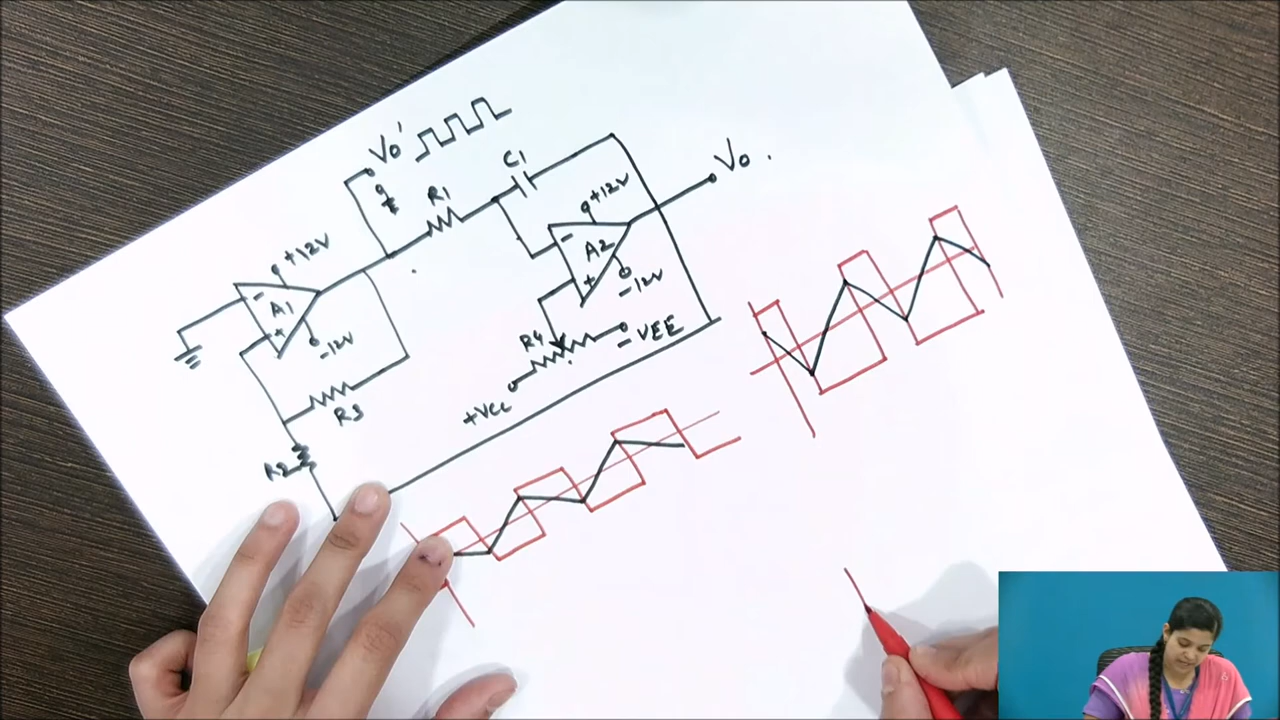 Vo'
C1
Vo.
R1
+12V
+12V
A2
-
+
-12V
A1
-
+
-12V
R4
-VEE
+Vcc
R3
R2